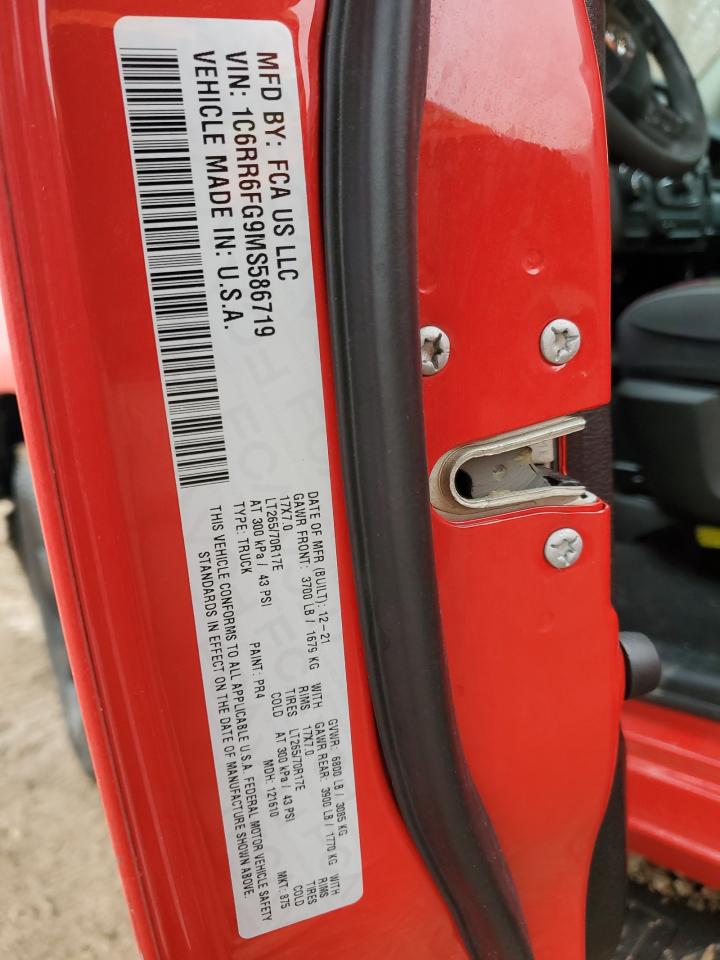 MFD BY: FCA US LLC
VIN: 1C6RR6FG9MS586719
VEHICLE MADE IN: U.S.A.
DATE OF MFR (BUILT): 12-21 GVWR: 6800 LB / 3085 KG
GAWR FRONT: 3700 LB / 1679 KG WITH GAWR REAR: 3900 LB / 1770 KG WITH
17X7.0 RIMS 17X7.0 RIMS
LT265/70R17E TIRES LT265/70R17E TIRES
AT 300 kPa / 43 PSI COLD AT 300 kPa / 43 PSI COLD
TYPE: TRUCK PAINT: PR4 MDH: 121610 MKT: 875
THIS VEHICLE CONFORMS TO ALL APPLICABLE U.S.A. FEDERAL MOTOR VEHICLE SAFETY
STANDARDS IN EFFECT ON THE DATE OF MANUFACTURE SHOWN ABOVE.